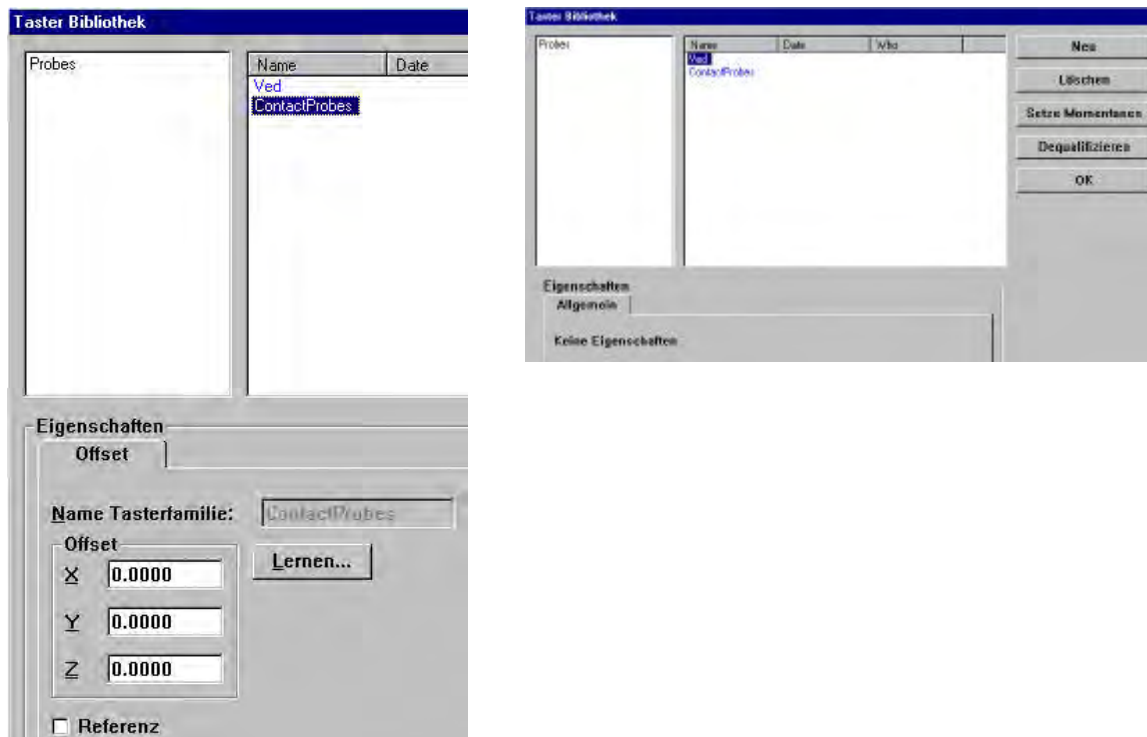 Taster Bibliothek
Probes
Name Date
Ved
ContactProbes
Eigenschaften
Offset
Name Tasterfamilie: ContactProbes
Offset
Lernen...
X 0.0000
Y 0.0000
Z 0.0000
Referenz
Taster Bibliothek
Probes
Name Date Who
Ved
ContactProbes
Neu
Löschen
Setze Momentanen
Dequalifizieren
OK
Eigenschaften
Allgemein
Keine Eigenschaften